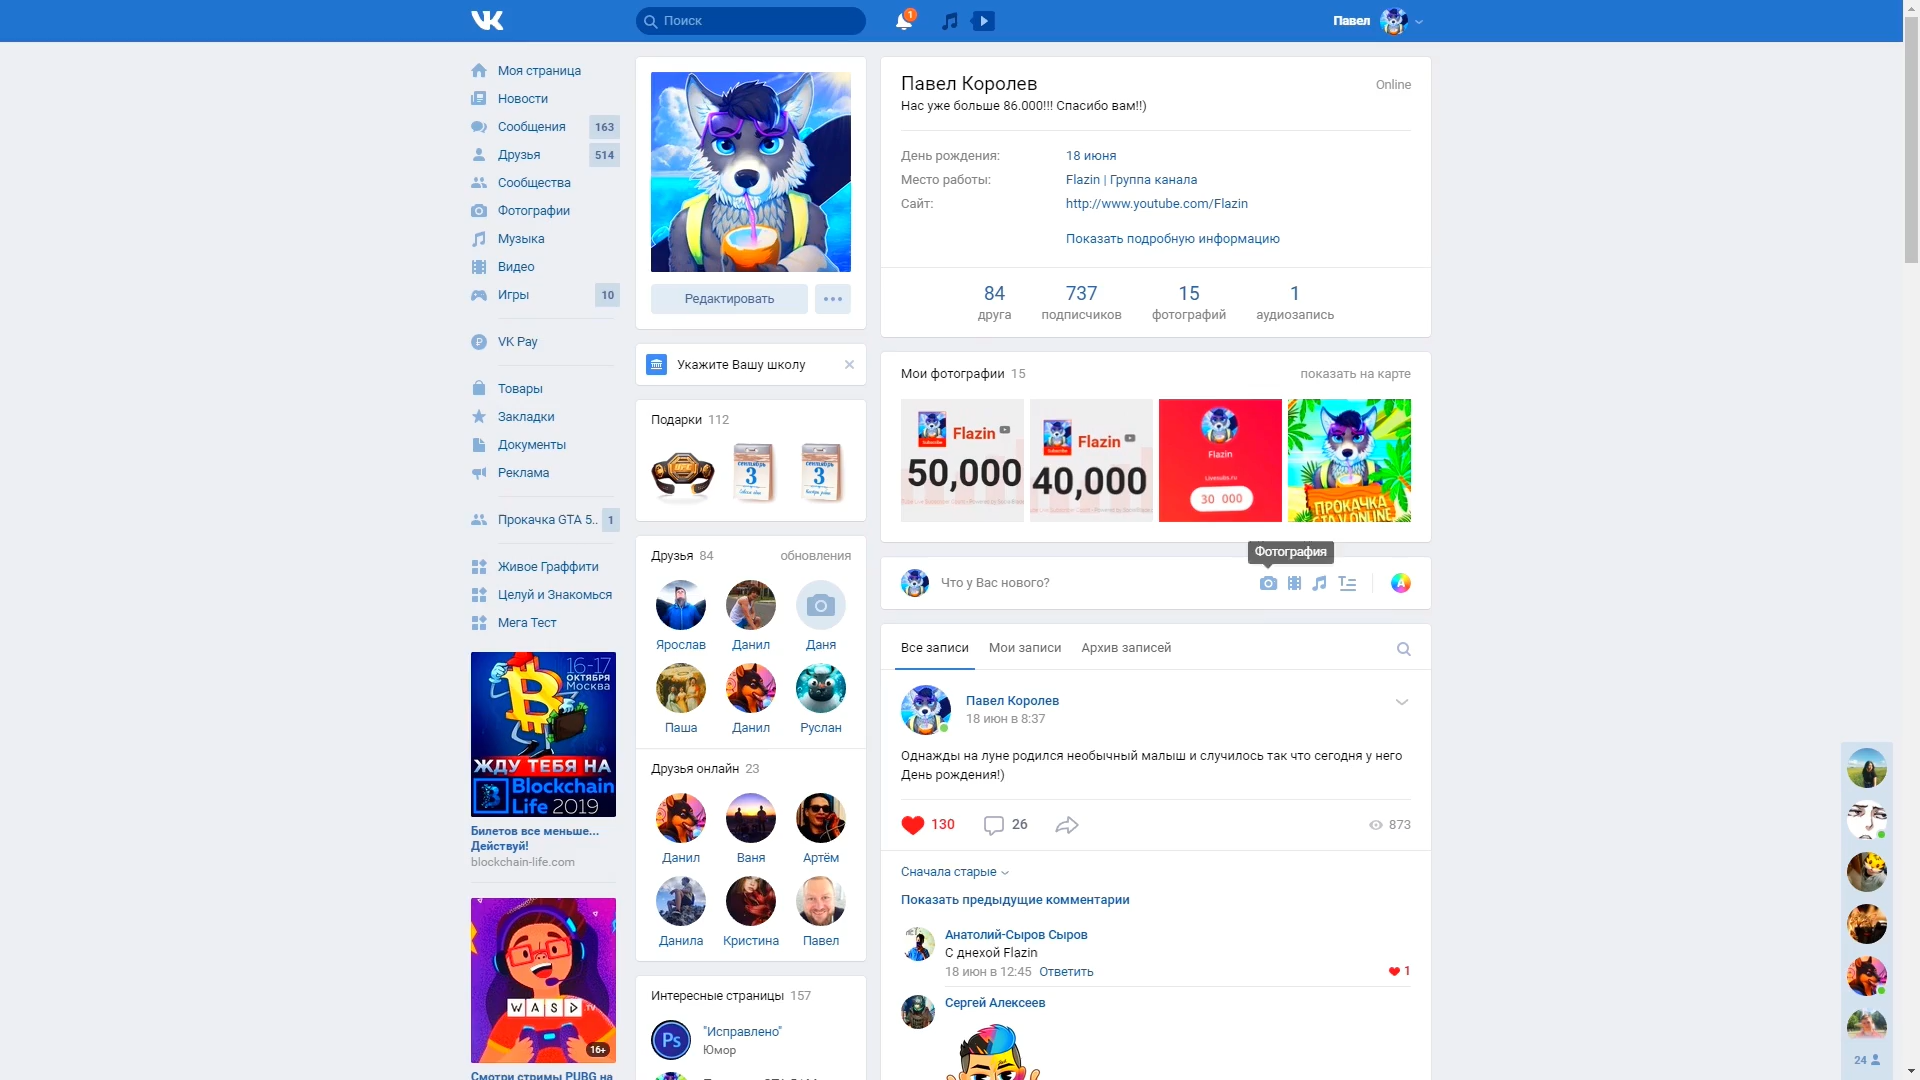 Поиск
1
Павел
Моя страница
Новости
Сообщения 163
Друзья 514
Сообщества
Фотографии
Музыка
Видео
Игры 10
VK Pay
Товары
Закладки
Документы
Реклама
Прокачка GTA 5.. 1
Живое Граффити
Целуй и Знакомься
Мега Тест
16-17
ОКТЯБРЯ
Москва
ЖДУ ТЕБЯ НА
Blockchain
Life 2019
Билетов все меньше...
Действуй!
blockchain-life.com
W A S D TV
16+
Смотри стримы PUBG на
Редактировать
Укажите Вашу школу
Подарки 112
сентябрь
3
сентябрь
3
Друзья 84 обновления
Ярослав Данил Даня
Паша Данил Руслан
Друзья онлайн 23
Данил Ваня Артём
Данила Кристина Павел
Интересные страницы 157
Ps
"Исправлено"
Юмор
Павел Королев Online
Нас уже больше 86.000!!! Спасибо вам!!)
День рождения: 18 июня
Место работы: Flazin | Группа канала
Сайт: http://www.youtube.com/Flazin
Показать подробную информацию
84 737 15 1
друга подписчиков фотографий аудиозапись
Мои фотографии 15 показать на карте
Flazin
Subscribe
50,000
Flazin
Subscribe
40,000
Flazin
Livesubs.ru
30 000
ПРОКАЧКА
GTA V ONLINE
Фотография
Что у Вас нового?
Все записи Мои записи Архив записей
Павел Королев
18 июн в 8:37
Однажды на луне родился необычный малыш и случилось так что сегодня у него
День рождения!)
130 26 873
Сначала старые
Показать предыдущие комментарии
Анатолий-Сыров Сыров
С днехой Flazin
18 июн в 12:45 Ответить 1
Сергей Алексеев
24